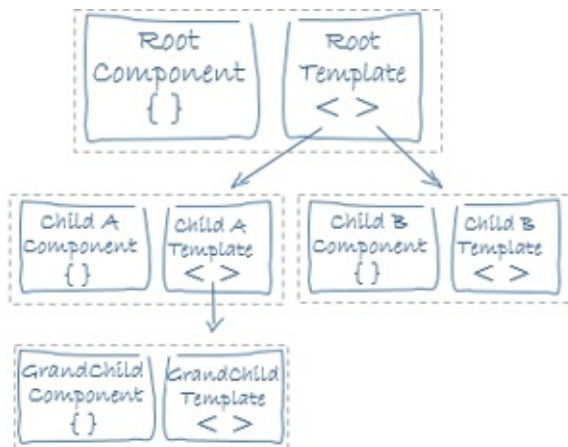 Root
Component
{ }
Root
Template
< >
Child A
Component
{ }
Child A
Template
< >
Child B
Component
{ }
Child B
Template
< >
GrandChild
Component
{ }
GrandChild
Template
< >